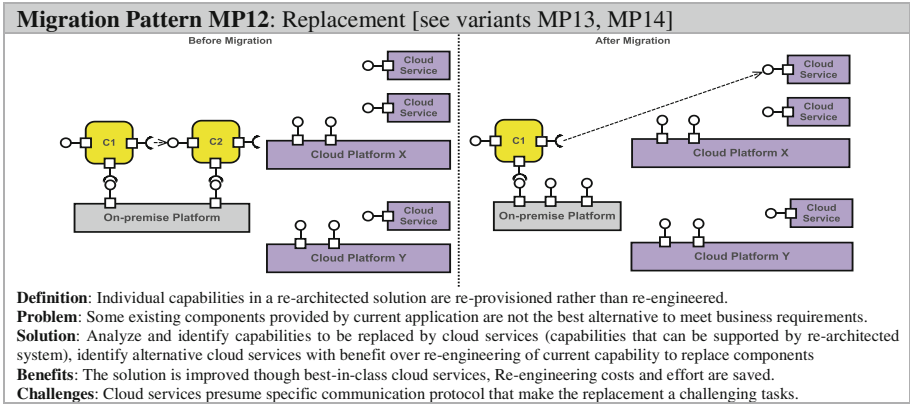 Migration Pattern MP12: Replacement [see variants MP13, MP14]
Before Migration
After Migration
Cloud Service
Cloud Service
C1
C2
Cloud Platform X
On-premise Platform
Cloud Service
Cloud Platform Y
Cloud Service
Cloud Service
C1
Cloud Platform X
On-premise Platform
Cloud Service
Cloud Platform Y
Definition: Individual capabilities in a re-architected solution are re-provisioned rather than re-engineered.
Problem: Some existing components provided by current application are not the best alternative to meet business requirements.
Solution: Analyze and identify capabilities to be replaced by cloud services (capabilities that can be supported by re-architected
system), identify alternative cloud services with benefit over re-engineering of current capability to replace components
Benefits: The solution is improved though best-in-class cloud services, Re-engineering costs and effort are saved.
Challenges: Cloud services presume specific communication protocol that make the replacement a challenging tasks.